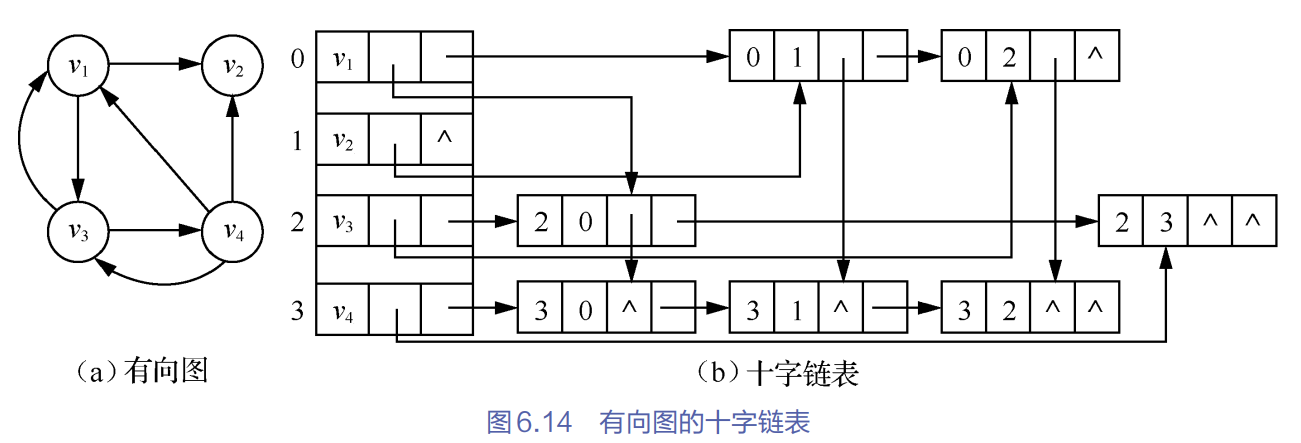 v1 v2
v3 v4
(a)有向图
0 v1 0 1 0 2 ^
1 v2 ^
2 v3 2 0 2 3 ^ ^
3 v4 3 0 ^ 3 1 ^ 3 2 ^ ^
(b)十字链表
图6.14 有向图的十字链表